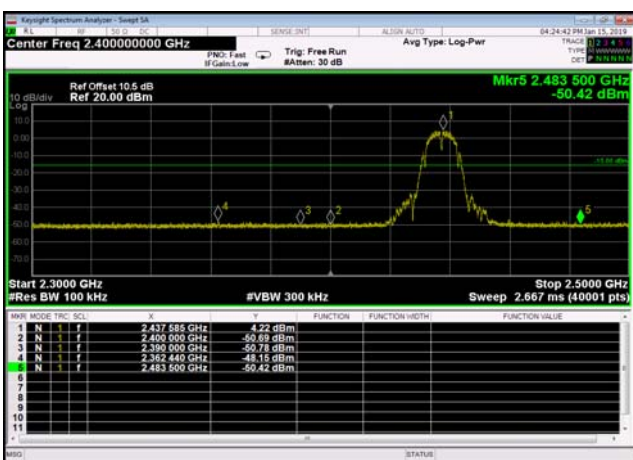 Keysight Spectrum Analyzer - Swept SA
RL RF 50 Ω DC SENSE:INT ALIGN AUTO 04:24:42 PM Jan 15, 2019
Center Freq 2.400000000 GHz
PNO: Fast
IFGain:Low
Trig: Free Run
#Atten: 30 dB
Avg Type: Log-Pwr
TRACE 1 2 3 4 5 6
TYPE M
DET P N N N N N
Ref Offset 10.5 dB
Ref 20.00 dBm
10 dB/div
Log
Mkr5 2.483 500 GHz
-50.42 dBm
10.0
0.00
-10.0
-20.0
-30.0
-40.0
-50.0
-60.0
-70.0
1
2
3
4
5
Start 2.3000 GHz
Stop 2.5000 GHz
#Res BW 100 kHz
#VBW 300 kHz
Sweep 2.667 ms (40001 pts)
MKR MODE TRC SCL X Y FUNCTION FUNCTION WIDTH FUNCTION VALUE
1 N 1 f 2.437 585 GHz 4.22 dBm
2 N 1 f 2.400 000 GHz -50.69 dBm
3 N 1 f 2.390 000 GHz -50.78 dBm
4 N 1 f 2.362 440 GHz -48.15 dBm
5 N 1 f 2.483 500 GHz -50.42 dBm
6
7
8
9
10
11
MSG STATUS